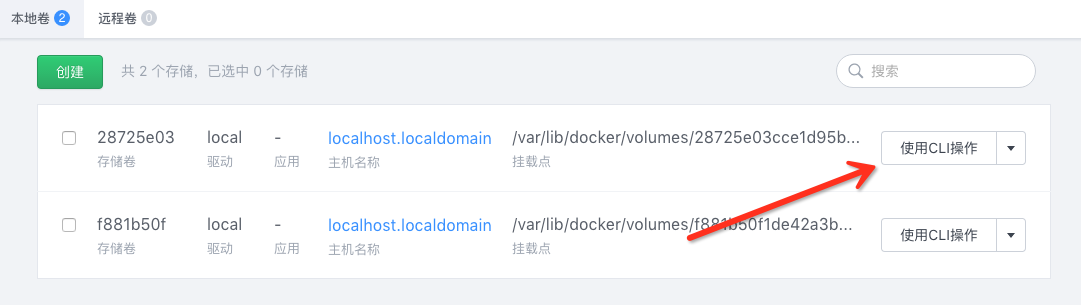 本地卷 2 远程卷 0
创建 共 2 个存储，已选中 0 个存储 搜索
28725e03 local - localhost.localdomain /var/lib/docker/volumes/28725e03cce1d95b... 使用CLI操作
存储卷 驱动 应用 主机名称 挂载点
f881b50f local - localhost.localdomain /var/lib/docker/volumes/f881b50f1de42a3b... 使用CLI操作
存储卷 驱动 应用 主机名称 挂载点